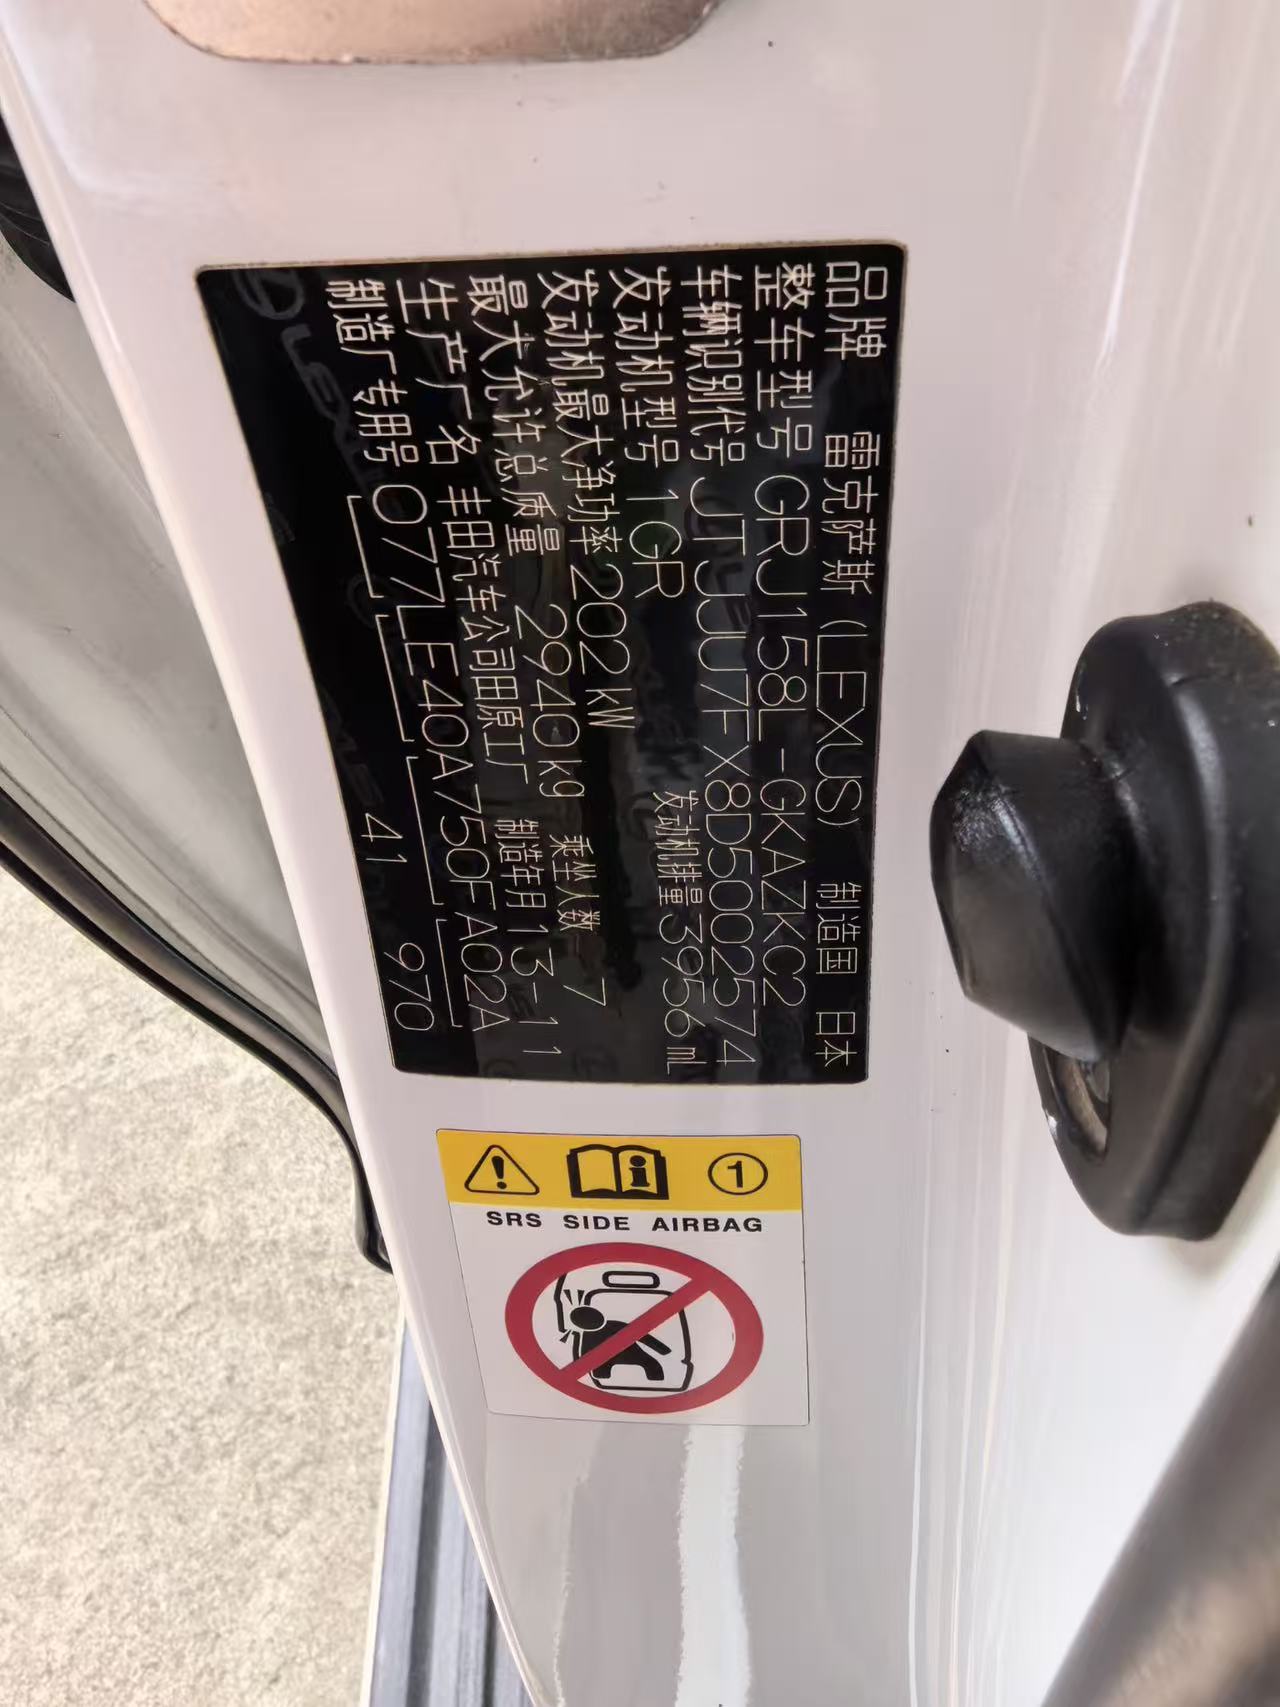 品牌 雷克萨斯 (LEXUS) 制造国 日本
整车型号 GRJ158L-GKAZKC2
车辆识别代号 JTJJU7FX8D5002574
发动机型号 1GR 发动机排量 3956 mL
发动机最大净功率 202 kW
最大允许总质量 2940 kg 乘坐人数 7
生产厂名 丰田汽车公司田原工厂 制造年月 13-11
制造厂专用号 077LE40A750FA02A
41 970
1
SRS SIDE AIRBAG